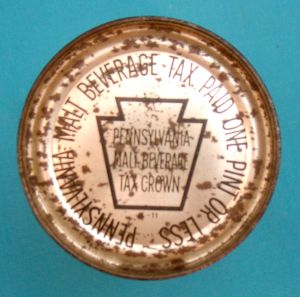 PENNSYLVANIA MALT BEVERAGE TAX PAID ONE PINT OR LESS
PENNSYLVANIA
MALT BEVERAGE
TAX CROWN